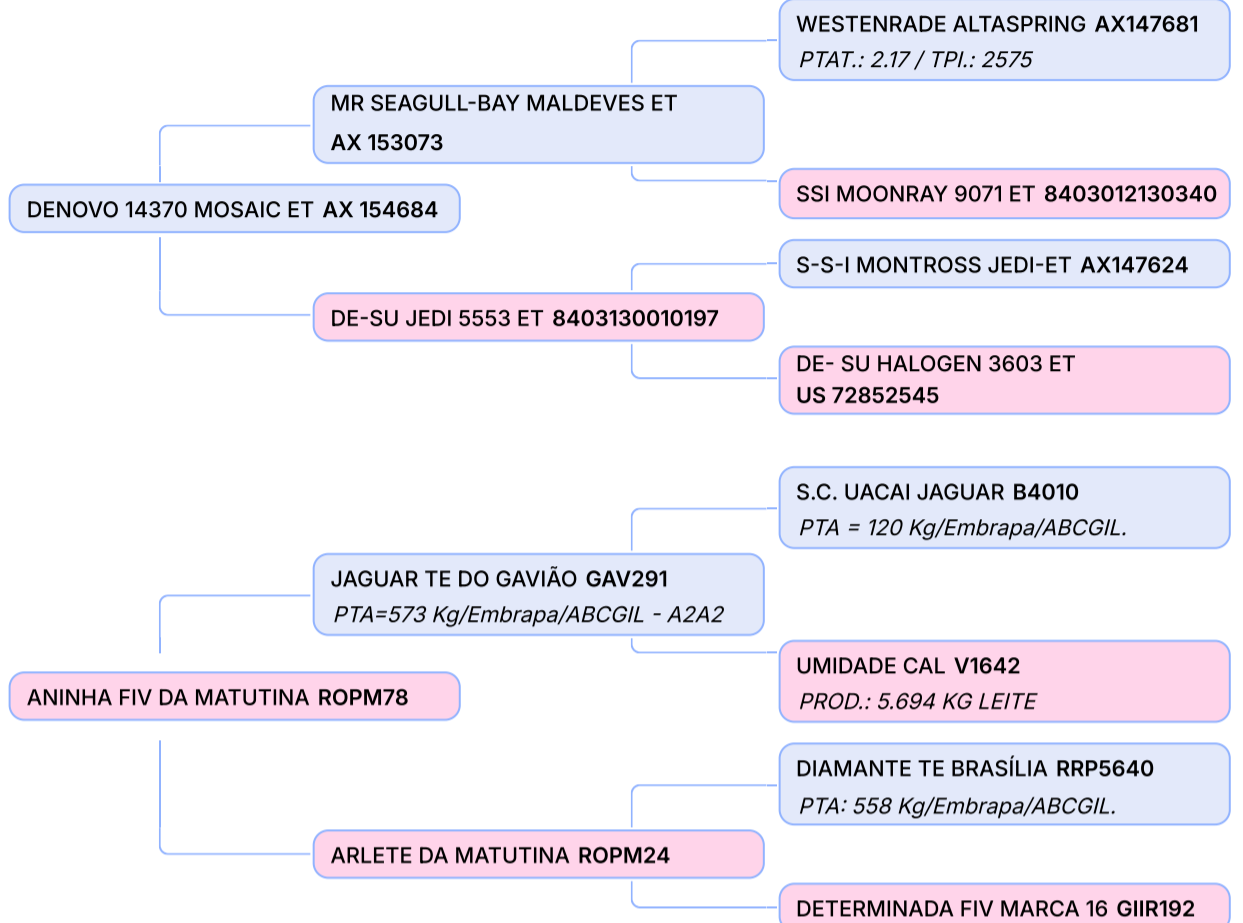 WESTENRADE ALTASPRING AX147681
PTAT.: 2.17 / TPI.: 2575
MR SEAGULL-BAY MALDEVES ET
AX 153073
SSI MOONRAY 9071 ET 8403012130340
DENOVO 14370 MOSAIC ET AX 154684
S-S-I MONTROSS JEDI-ET AX147624
DE-SU JEDI 5553 ET 8403130010197
DE- SU HALOGEN 3603 ET
US 72852545
S.C. UACAI JAGUAR B4010
PTA = 120 Kg/Embrapa/ABCGIL.
JAGUAR TE DO GAVIÃO GAV291
PTA=573 Kg/Embrapa/ABCGIL - A2A2
UMIDADE CAL V1642
PROD.: 5.694 KG LEITE
ANINHA FIV DA MATUTINA ROPM78
DIAMANTE TE BRASÍLIA RRP5640
PTA: 558 Kg/Embrapa/ABCGIL.
ARLETE DA MATUTINA ROPM24
DETERMINADA FIV MARCA 16 GIIR192